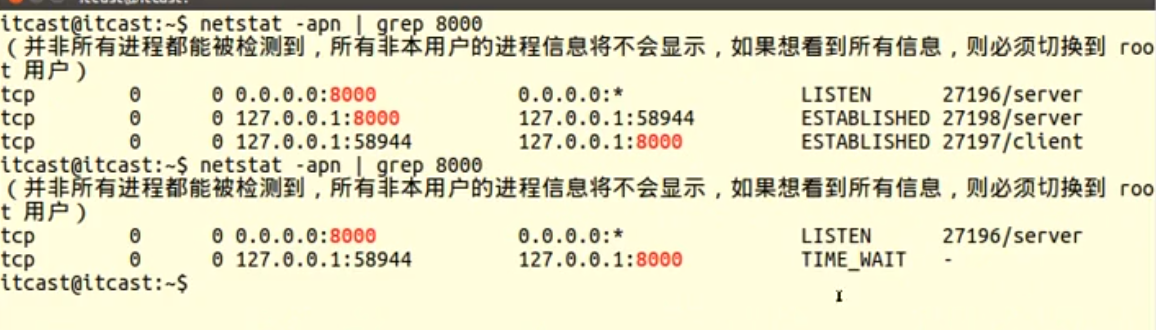 itcast@itcast:~$ netstat -apn | grep 8000
（并非所有进程都能被检测到，所有非本用户的进程信息将不会显示，如果想看到所有信息，则必须切换到 roo
t 用户）
tcp        0      0 0.0.0.0:8000            0.0.0.0:*               LISTEN      27196/server
tcp        0      0 127.0.0.1:8000          127.0.0.1:58944         ESTABLISHED 27198/server
tcp        0      0 127.0.0.1:58944         127.0.0.1:8000          ESTABLISHED 27197/client
itcast@itcast:~$ netstat -apn | grep 8000
（并非所有进程都能被检测到，所有非本用户的进程信息将不会显示，如果想看到所有信息，则必须切换到 roo
t 用户）
tcp        0      0 0.0.0.0:8000            0.0.0.0:*               LISTEN      27196/server
tcp        0      0 127.0.0.1:58944         127.0.0.1:8000          TIME_WAIT   -
itcast@itcast:~$